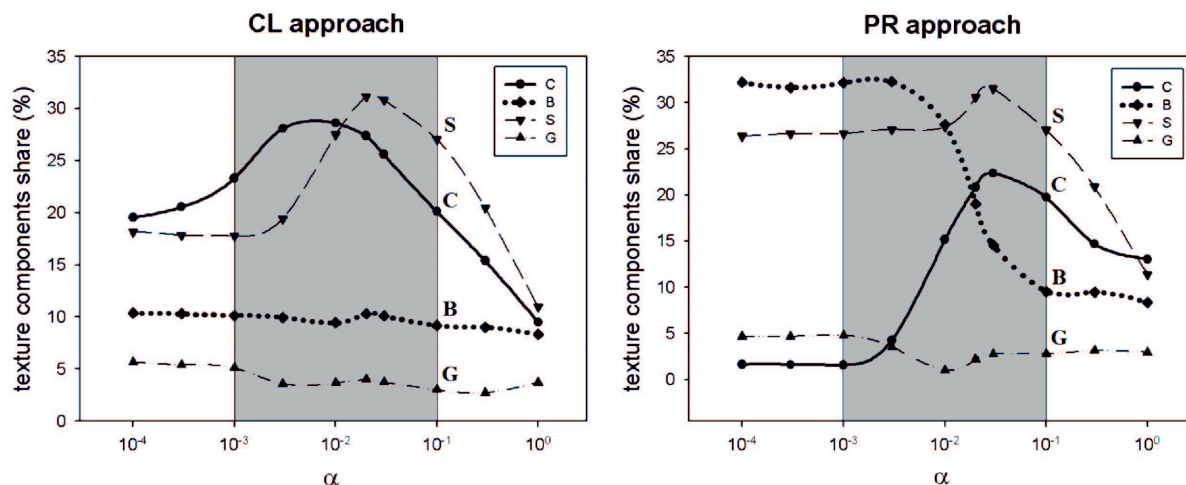 CL approach
PR approach
texture components share (%)
35
30
25
20
15
10
5
0
C
B
S
G
S
C
B
G
10⁻⁴
10⁻³
10⁻²
10⁻¹
10⁰
α
texture components share (%)
35
30
25
20
15
10
5
0
C
B
S
G
S
C
B
G
10⁻⁴
10⁻³
10⁻²
10⁻¹
10⁰
α